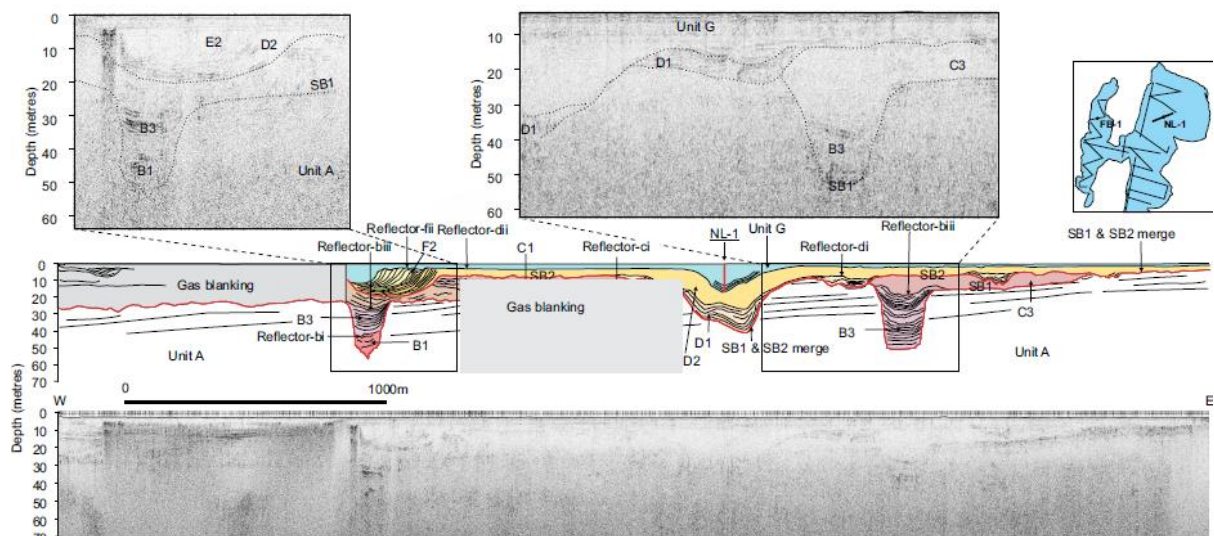 0
10
20
30
40
50
60
Depth (metres)
E2
D2
SB1
B3
B1
Unit A
0
10
20
30
40
50
60
Depth (metres)
Unit G
D1
D1
C3
B3
SB1
FB-1
NL-1
Reflector-fii
Reflector-dii
Reflector-biii
F2
C1
Reflector-ci
NL-1
Unit G
Reflector-di
Reflector-biii
SB1 & SB2 merge
0
10
20
30
40
50
60
70
Depth (metres)
Gas blanking
SB2
Gas blanking
SB2
SB1
B3
Reflector-bi
B1
Unit A
D2
D1
SB1 & SB2 merge
B3
C3
Unit A
0
1000m
W
E
0
10
20
30
40
50
60
70
Depth (metres)